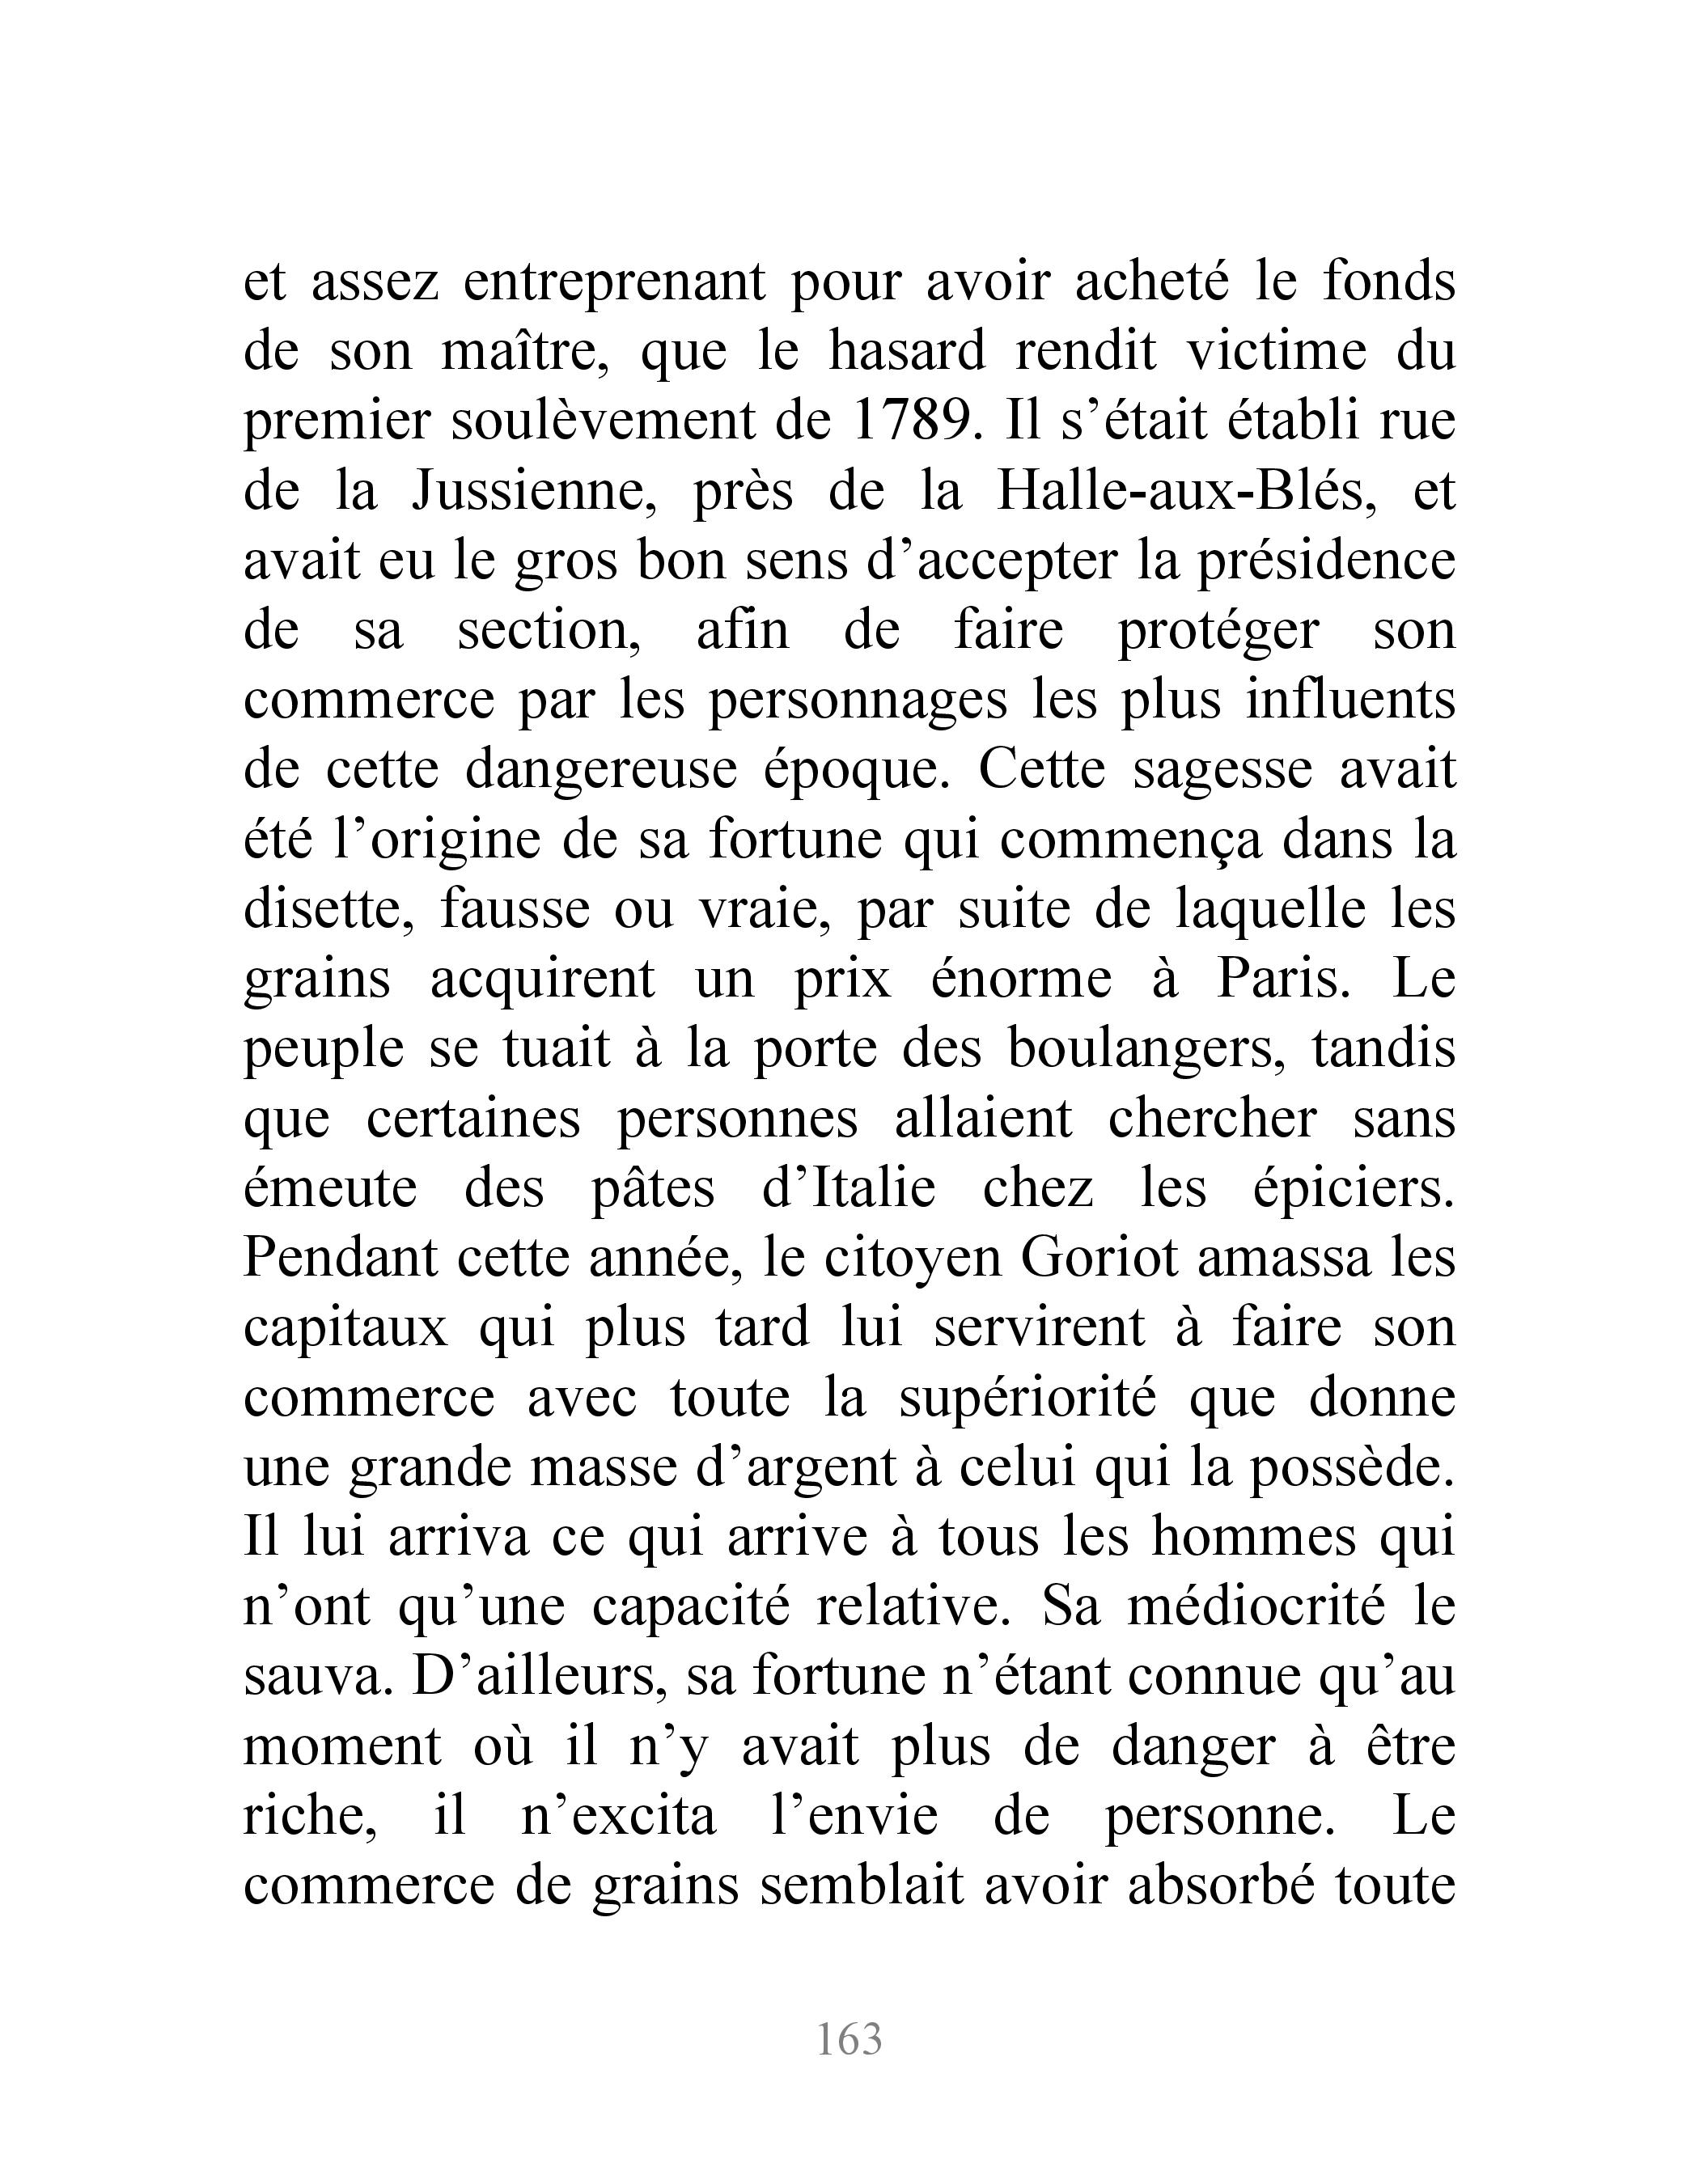 et assez entreprenant pour avoir acheté le fonds
de son maître, que le hasard rendit victime du
premier soulèvement de 1789. Il s’était établi rue
de la Jussienne, près de la Halle-aux-Blés, et
avait eu le gros bon sens d’accepter la présidence
de sa section, afin de faire protéger son
commerce par les personnages les plus influents
de cette dangereuse époque. Cette sagesse avait
été l’origine de sa fortune qui commença dans la
disette, fausse ou vraie, par suite de laquelle les
grains acquirent un prix énorme à Paris. Le
peuple se tuait à la porte des boulangers, tandis
que certaines personnes allaient chercher sans
émeute des pâtes d’Italie chez les épiciers.
Pendant cette année, le citoyen Goriot amassa les
capitaux qui plus tard lui servirent à faire son
commerce avec toute la supériorité que donne
une grande masse d’argent à celui qui la possède.
Il lui arriva ce qui arrive à tous les hommes qui
n’ont qu’une capacité relative. Sa médiocrité le
sauva. D’ailleurs, sa fortune n’étant connue qu’au
moment où il n’y avait plus de danger à être
riche, il n’excita l’envie de personne. Le
commerce de grains semblait avoir absorbé toute
163